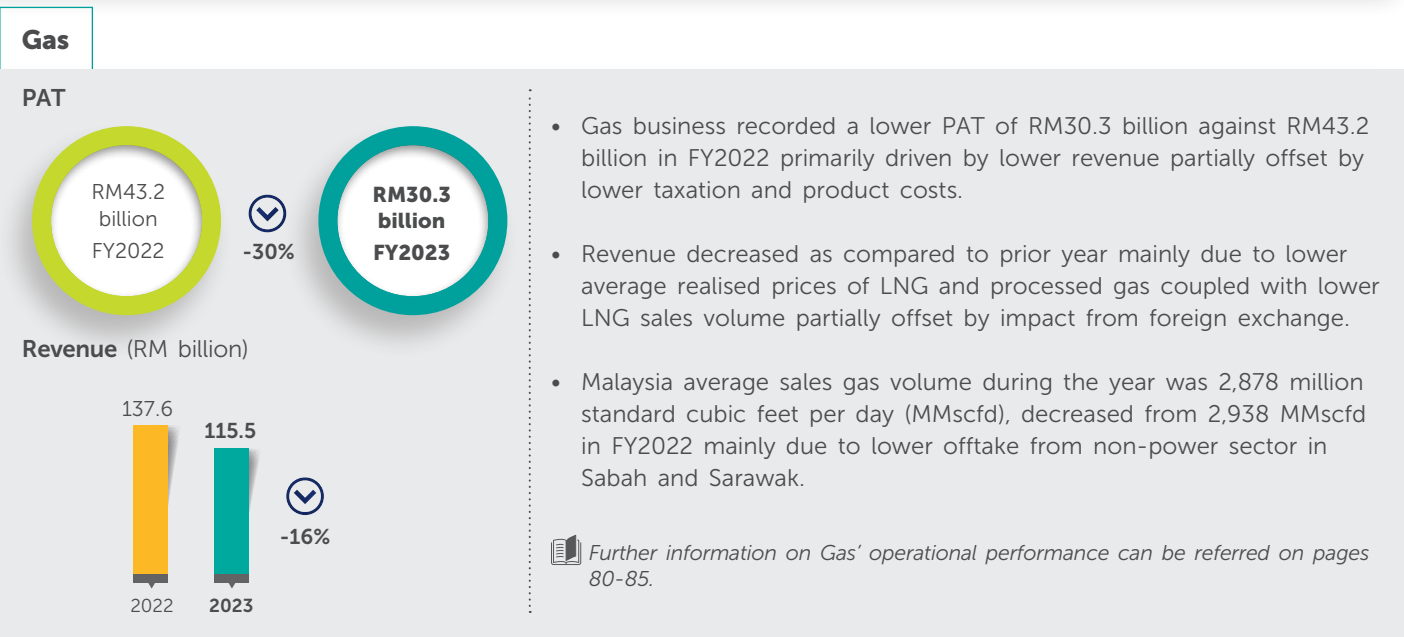 Gas
PAT
RM43.2
billion
FY2022
-30%
RM30.3
billion
FY2023
Revenue (RM billion)
137.6
115.5
-16%
2022
2023
• Gas business recorded a lower PAT of RM30.3 billion against RM43.2
billion in FY2022 primarily driven by lower revenue partially offset by
lower taxation and product costs.
• Revenue decreased as compared to prior year mainly due to lower
average realised prices of LNG and processed gas coupled with lower
LNG sales volume partially offset by impact from foreign exchange.
• Malaysia average sales gas volume during the year was 2,878 million
standard cubic feet per day (MMscfd), decreased from 2,938 MMscfd
in FY2022 mainly due to lower offtake from non-power sector in
Sabah and Sarawak.
Further information on Gas’ operational performance can be referred on pages
80-85.